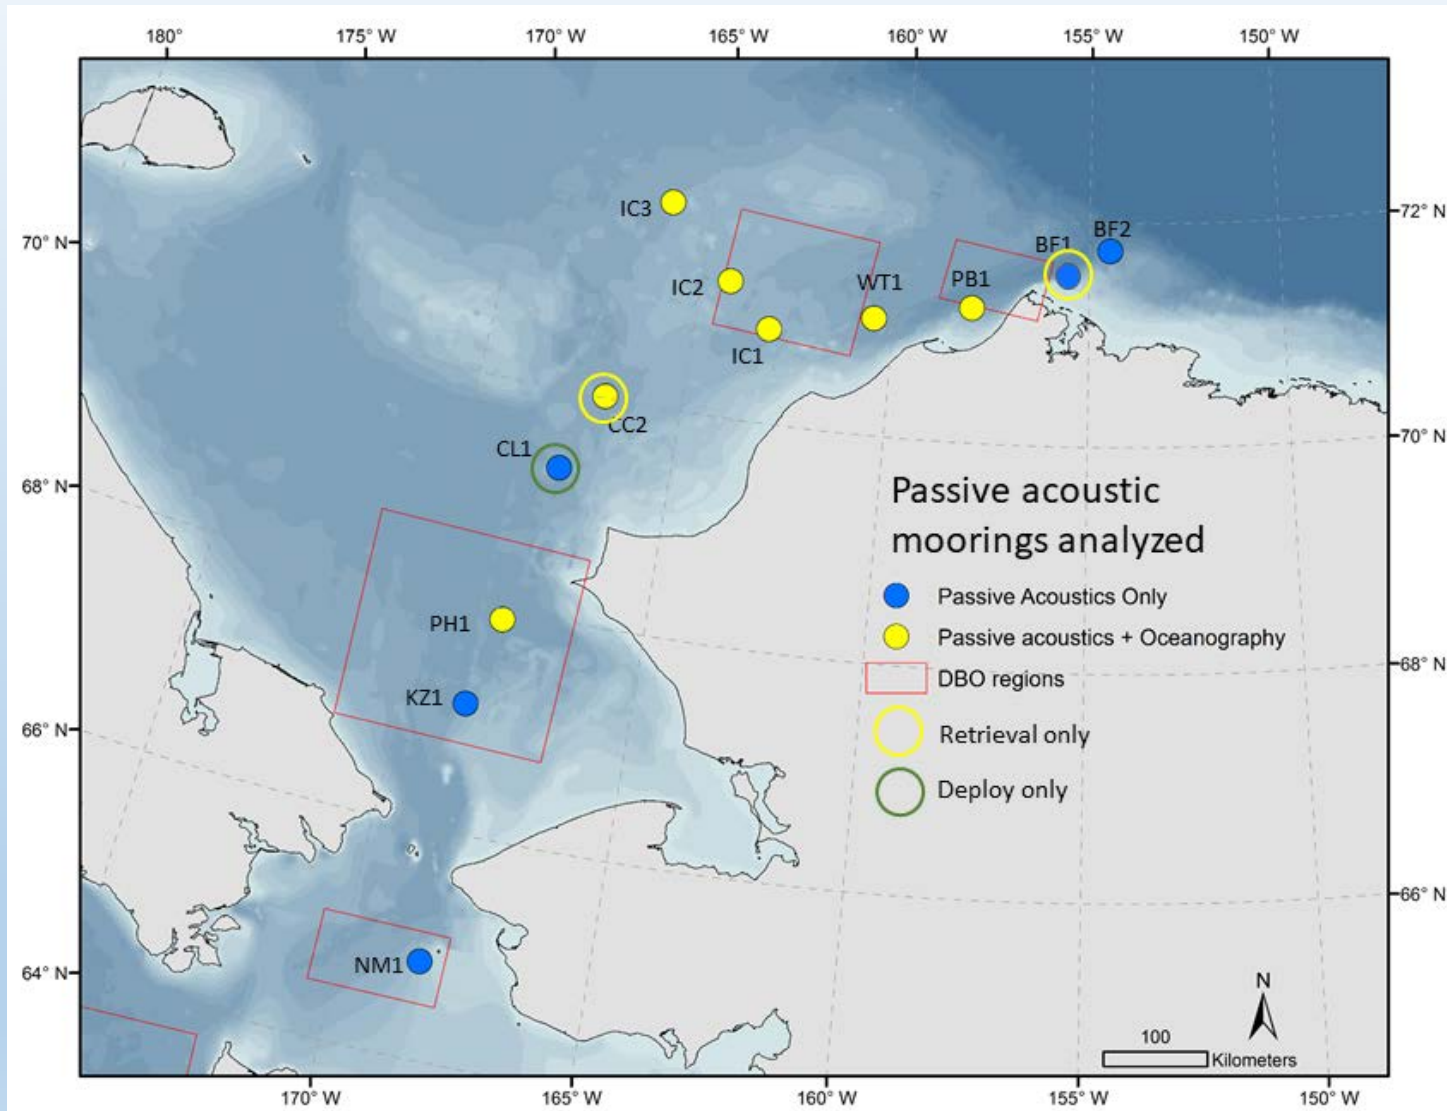 180°
175° W
170° W
165° W
160° W
155° W
150° W
IC3
72° N
BF2
BF1
70° N
IC2
WT1
PB1
IC1
CC2
70° N
CL1
68° N
Passive acoustic
moorings analyzed
Passive Acoustics Only
PH1
Passive acoustics + Oceanography
68° N
DBO regions
KZ1
66° N
Retrieval only
Deploy only
66° N
NM1
64° N
N
100
Kilometers
170° W
165° W
160° W
155° W
150° W